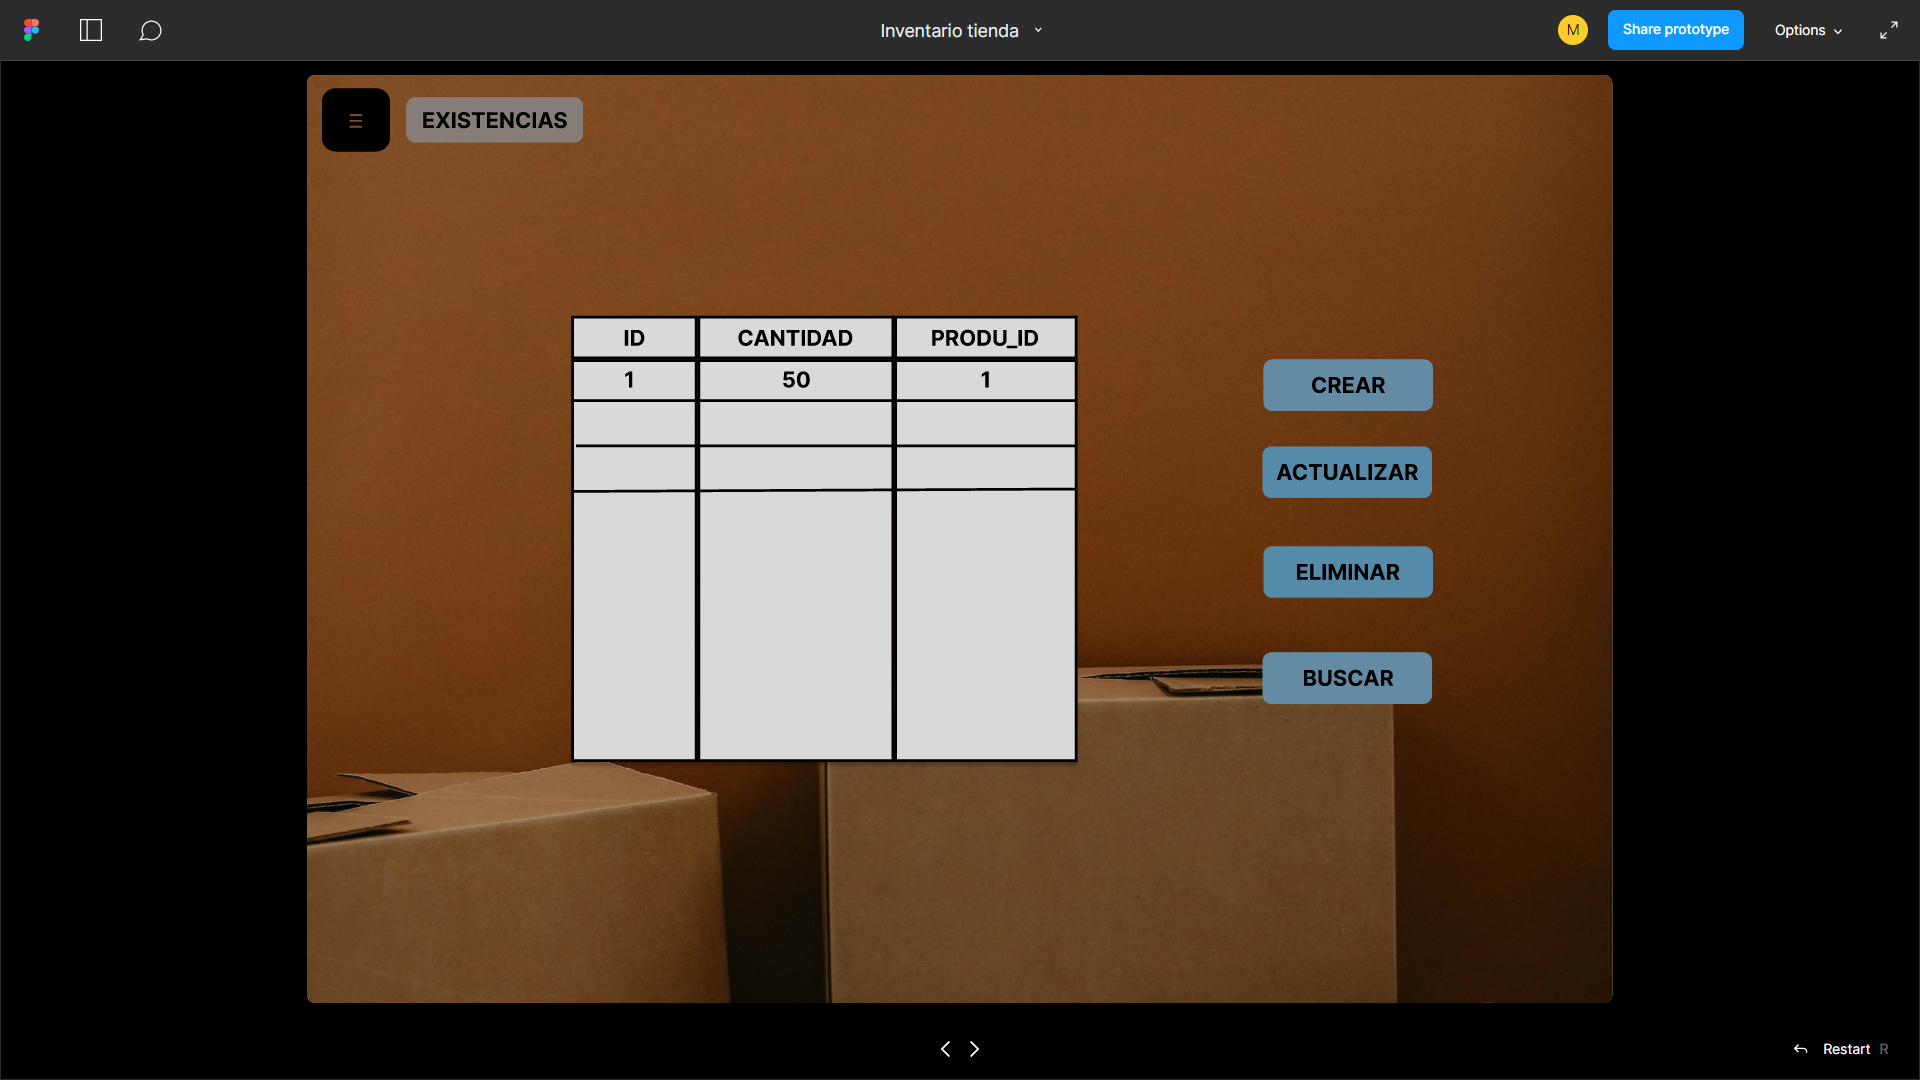 Inventario tienda
M
Share prototype
Options
EXISTENCIAS
ID CANTIDAD PRODU_ID
1 50 1
CREAR
ACTUALIZAR
ELIMINAR
BUSCAR
Restart R